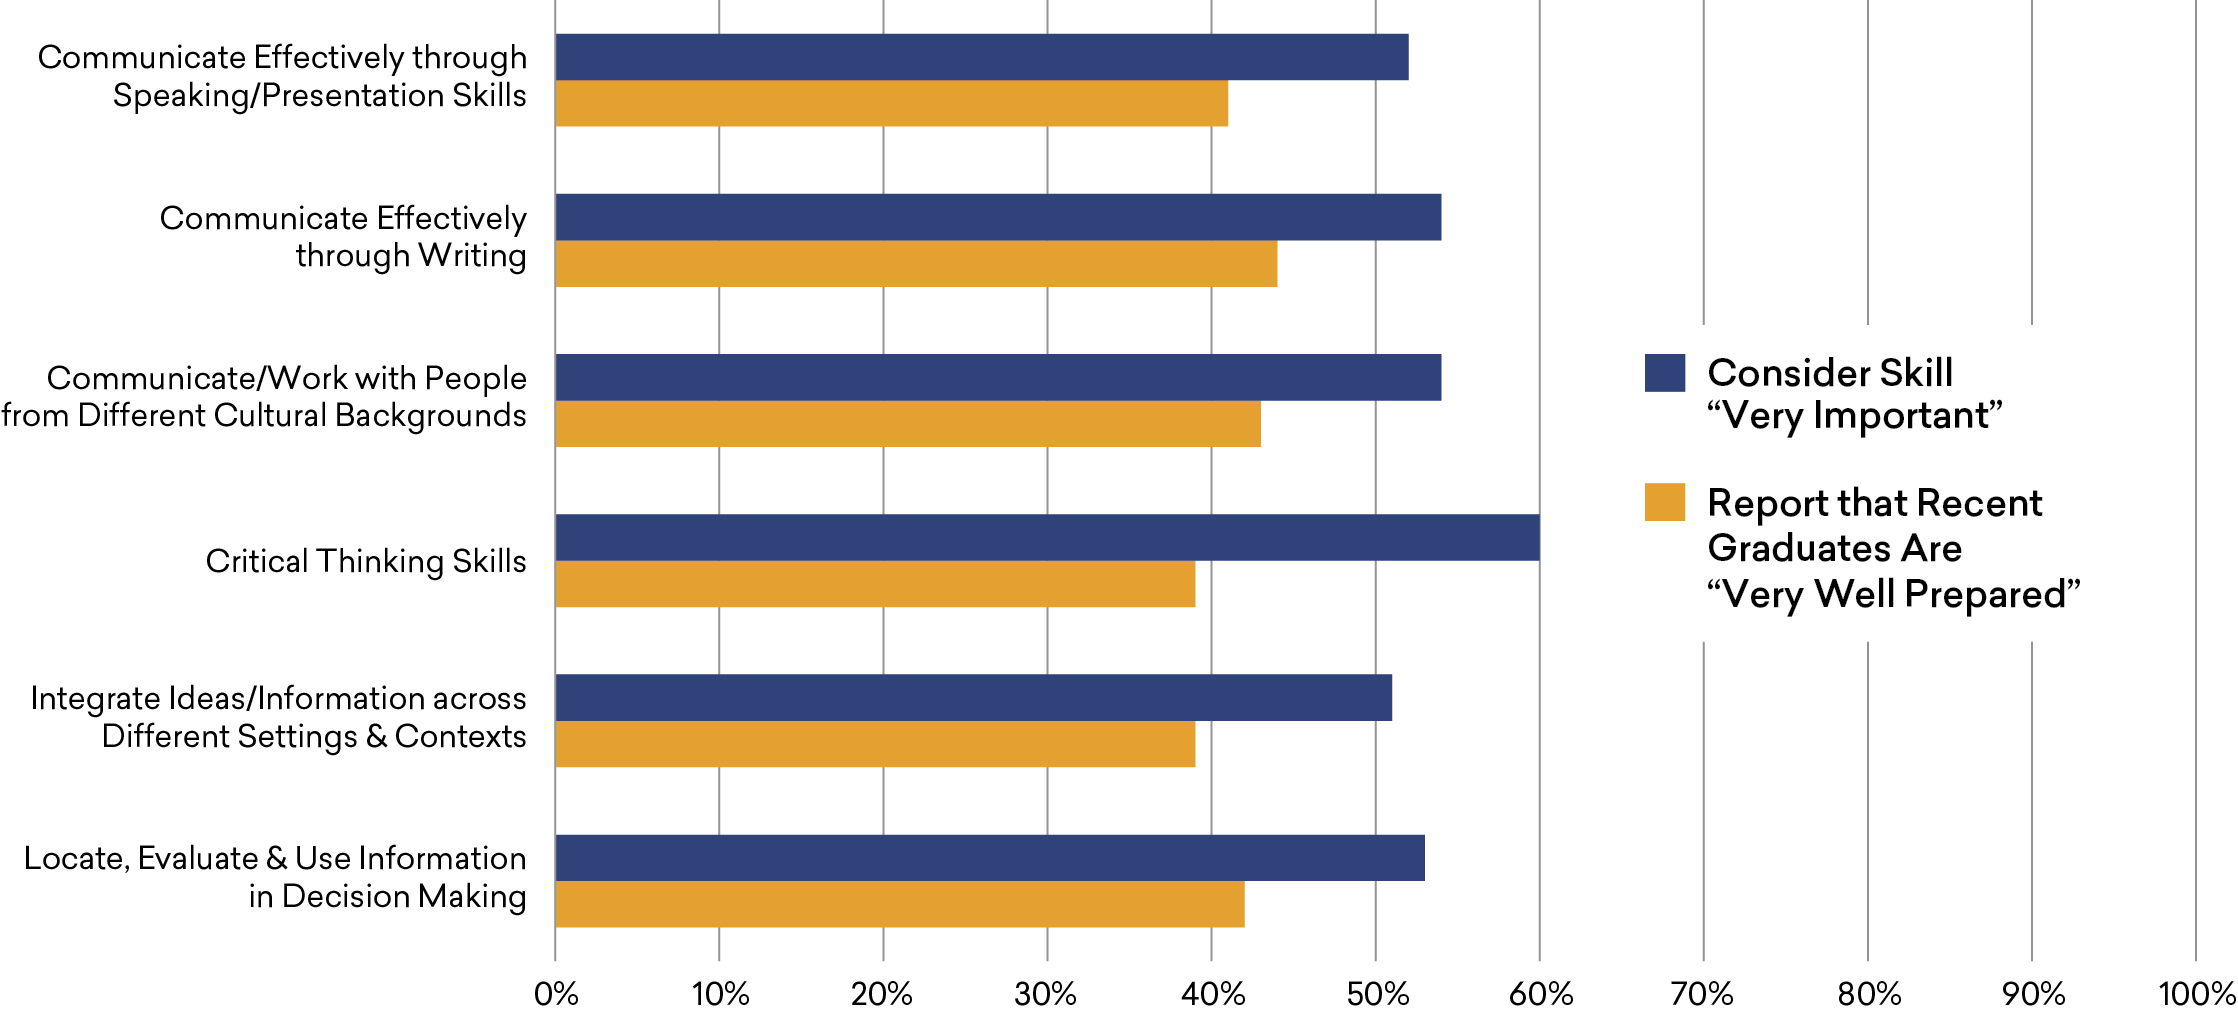 Communicate Effectively through
Speaking/Presentation Skills
Communicate Effectively
through Writing
Communicate/Work with People
from Different Cultural Backgrounds
Critical Thinking Skills
Integrate Ideas/Information across
Different Settings & Contexts
Locate, Evaluate & Use Information
in Decision Making
Consider Skill
“Very Important”
Report that Recent
Graduates Are
“Very Well Prepared”
0% 10% 20% 30% 40% 50% 60% 70% 80% 90% 100%